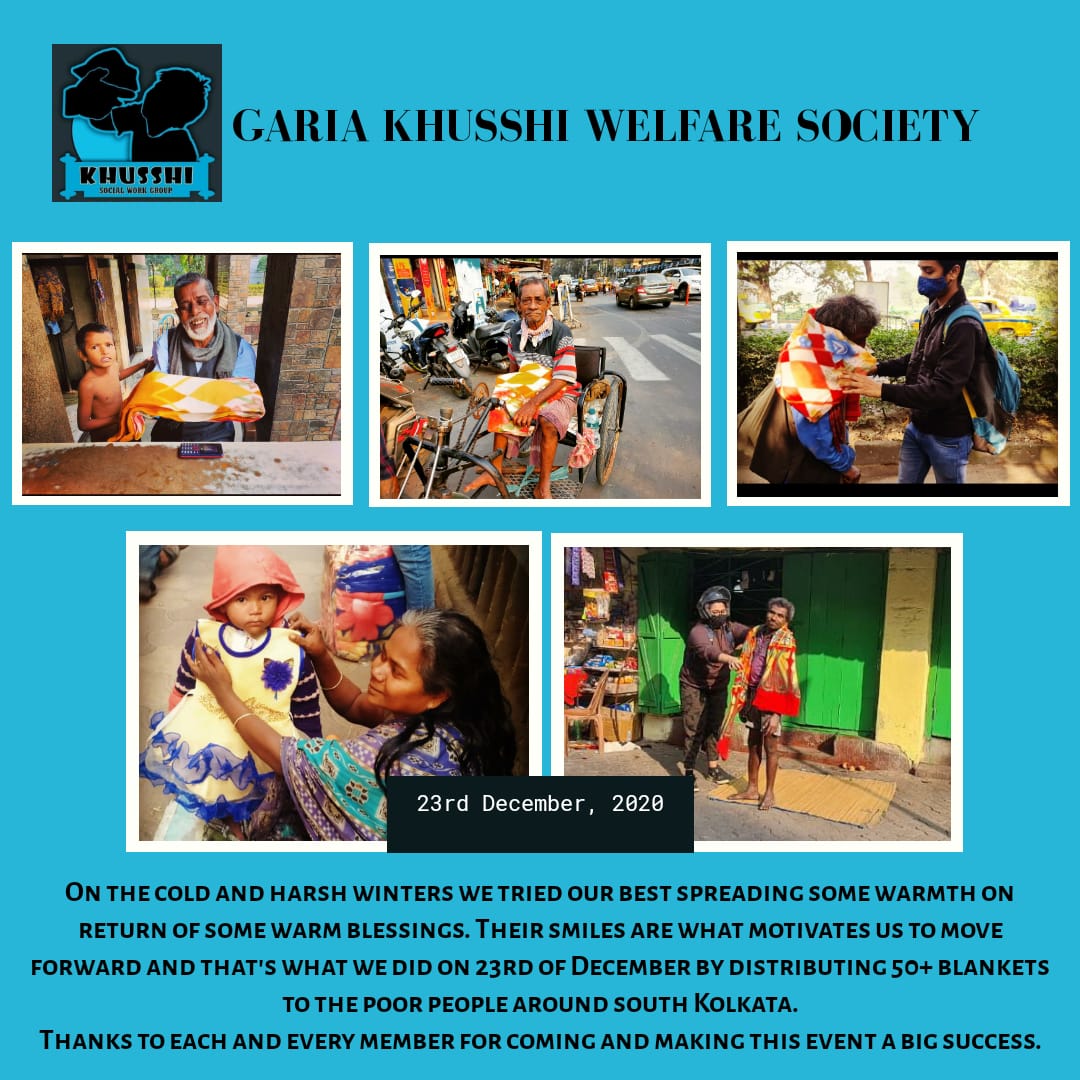 KHUSSHI
SOCIAL WORK GROUP
GARIA KHUSSHI WELFARE SOCIETY
23rd December, 2020
On the cold and harsh winters we tried our best spreading some warmth on
return of some warm blessings. Their smiles are what motivates us to move
forward and that's what we did on 23rd of December by distributing 50+ blankets
to the poor people around south Kolkata.
Thanks to each and every member for coming and making this event a big success.